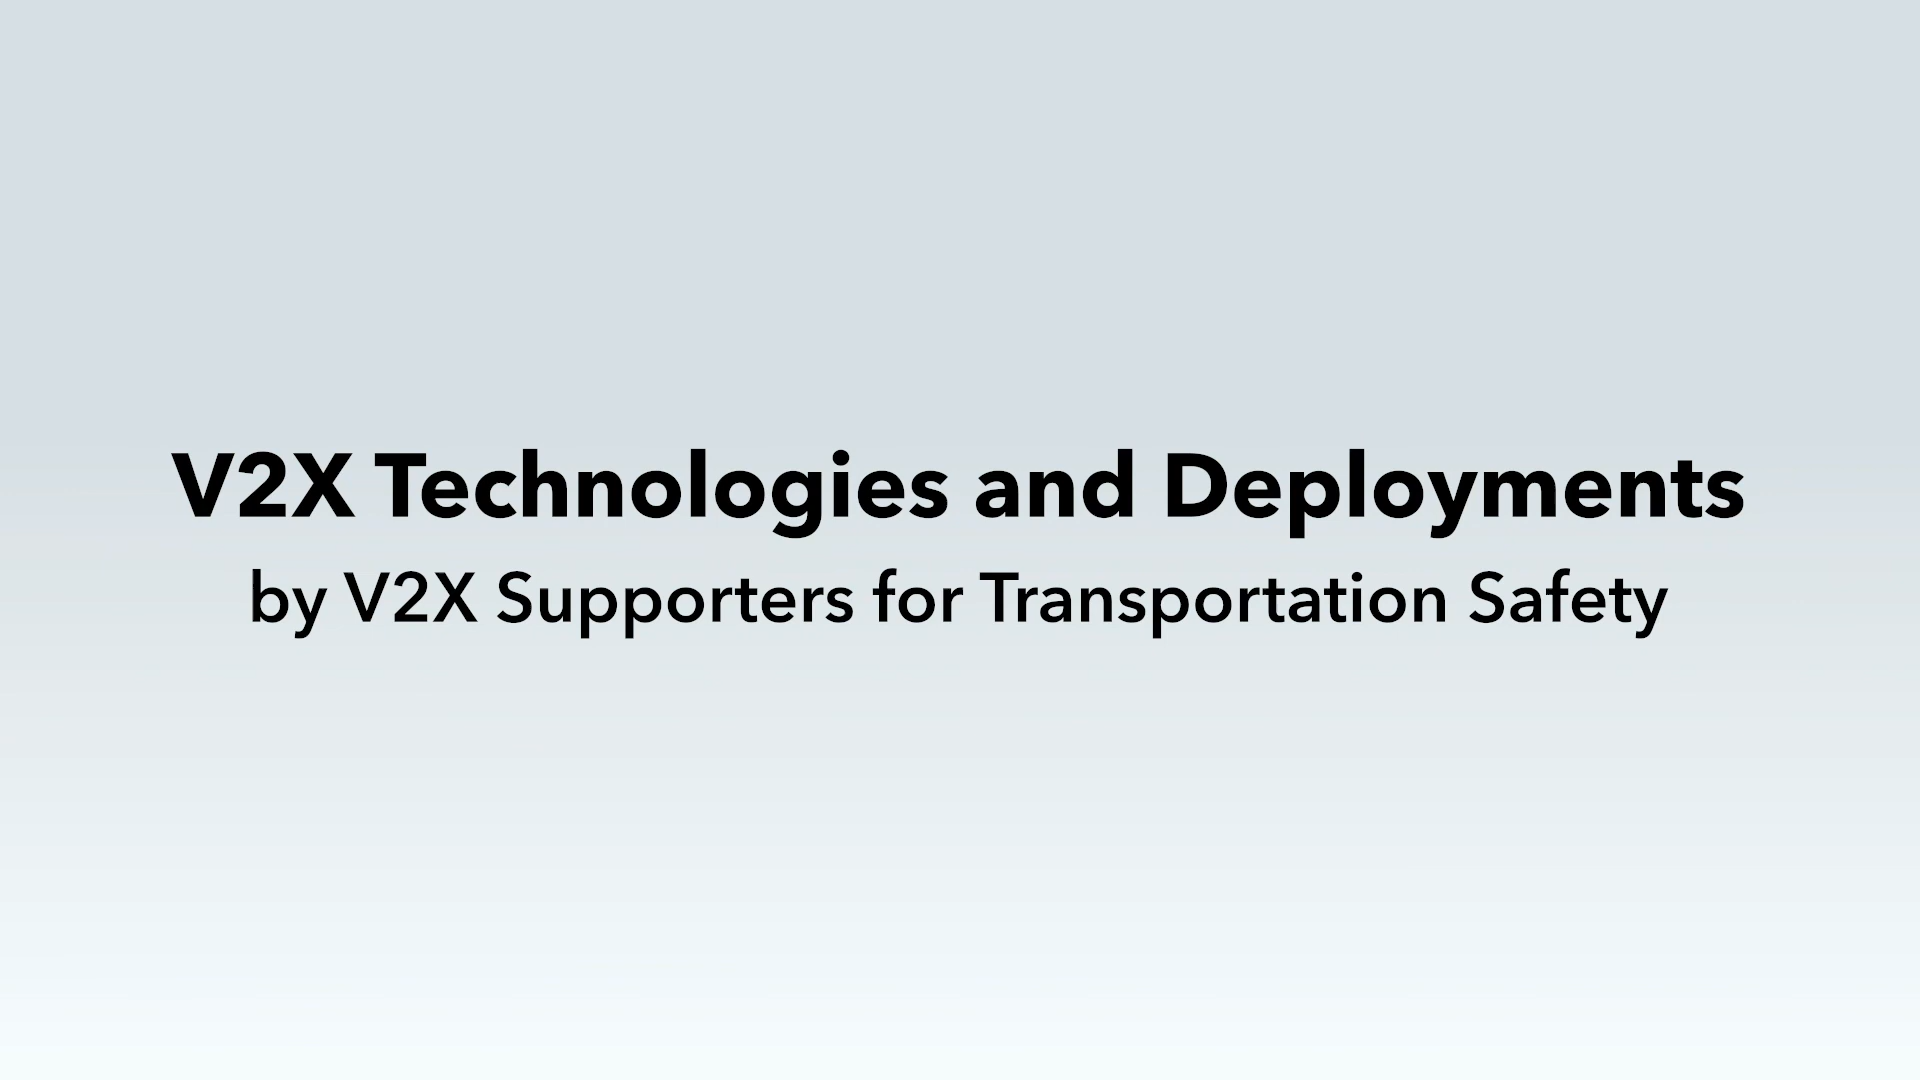 V2X Technologies and Deployments
by V2X Supporters for Transportation Safety